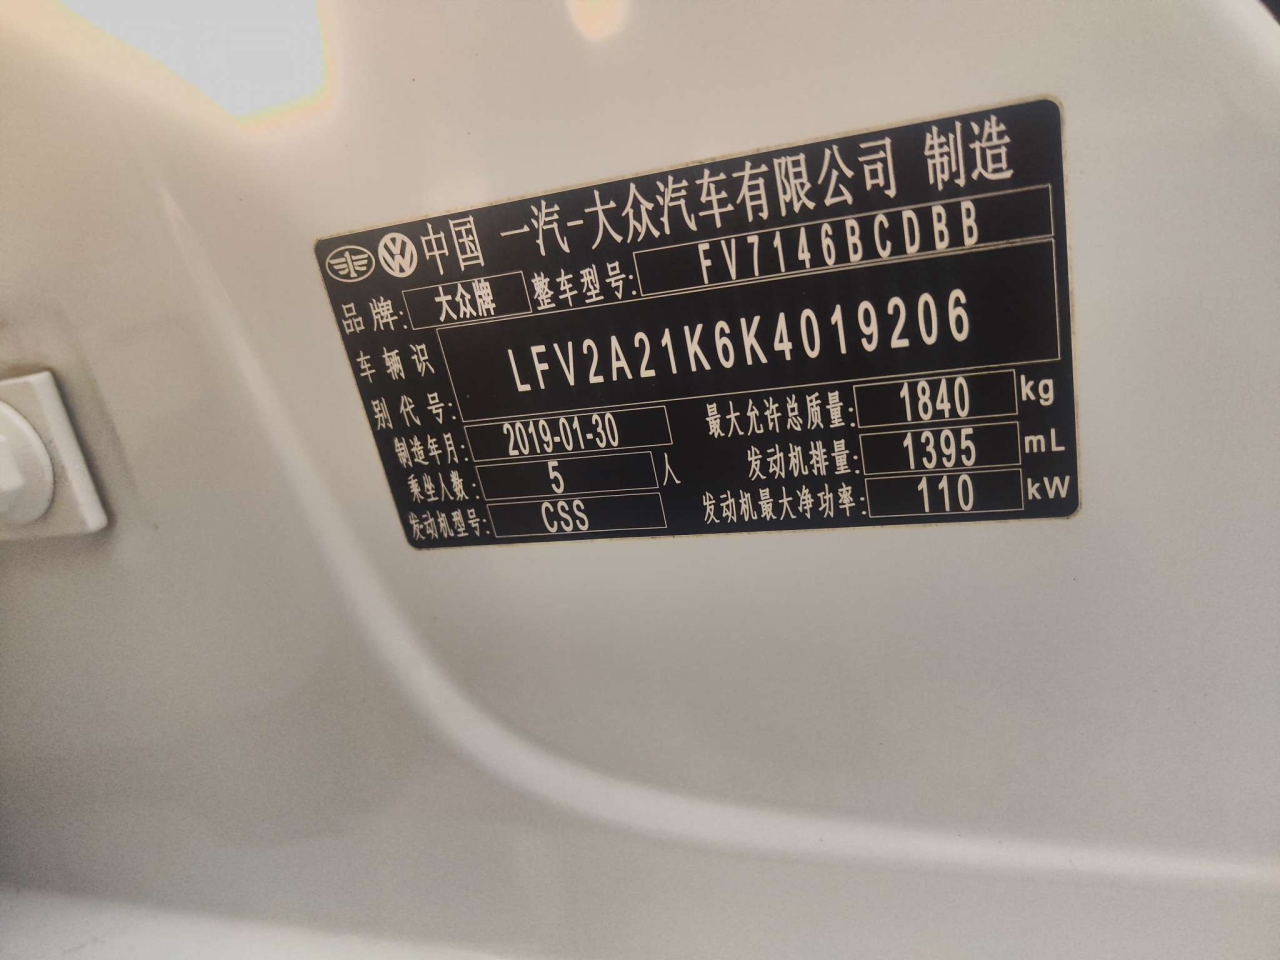 中国 一汽-大众汽车有限公司 制造
品牌: 大众牌 整车型号: FV7146BCDBB
车辆识别代号: LFV2A21K6K4019206
制造年月: 2019-01-30 最大允许总质量: 1840 kg
乘坐人数: 5 人 发动机排量: 1395 mL
发动机型号: CSS 发动机最大净功率: 110 kW